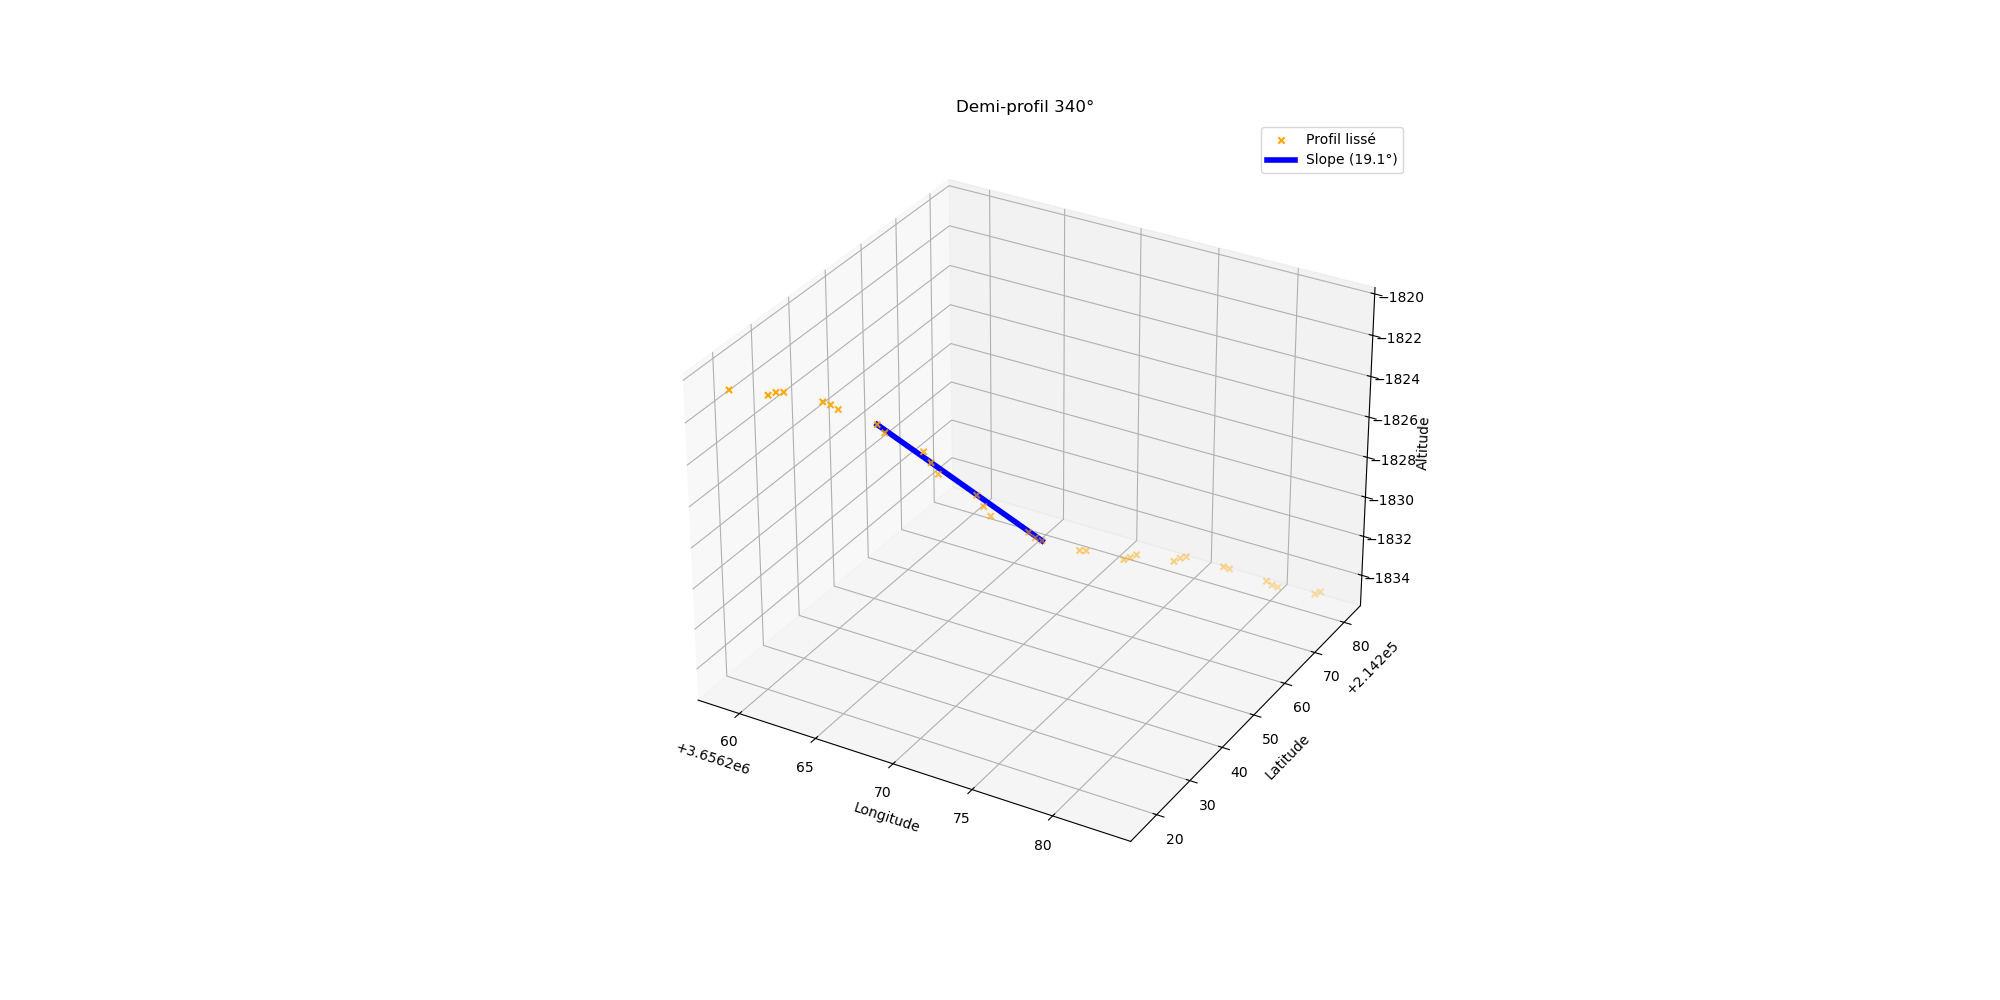 Demi-profil 340°
Profil lissé
Slope (19.1°)
−1820
−1822
−1824
−1826
−1828
−1830
−1832
−1834
Altitude
80
70
60
50
40
30
20
+2.142e5
Latitude
60
65
70
75
80
+3.6562e6
Longitude